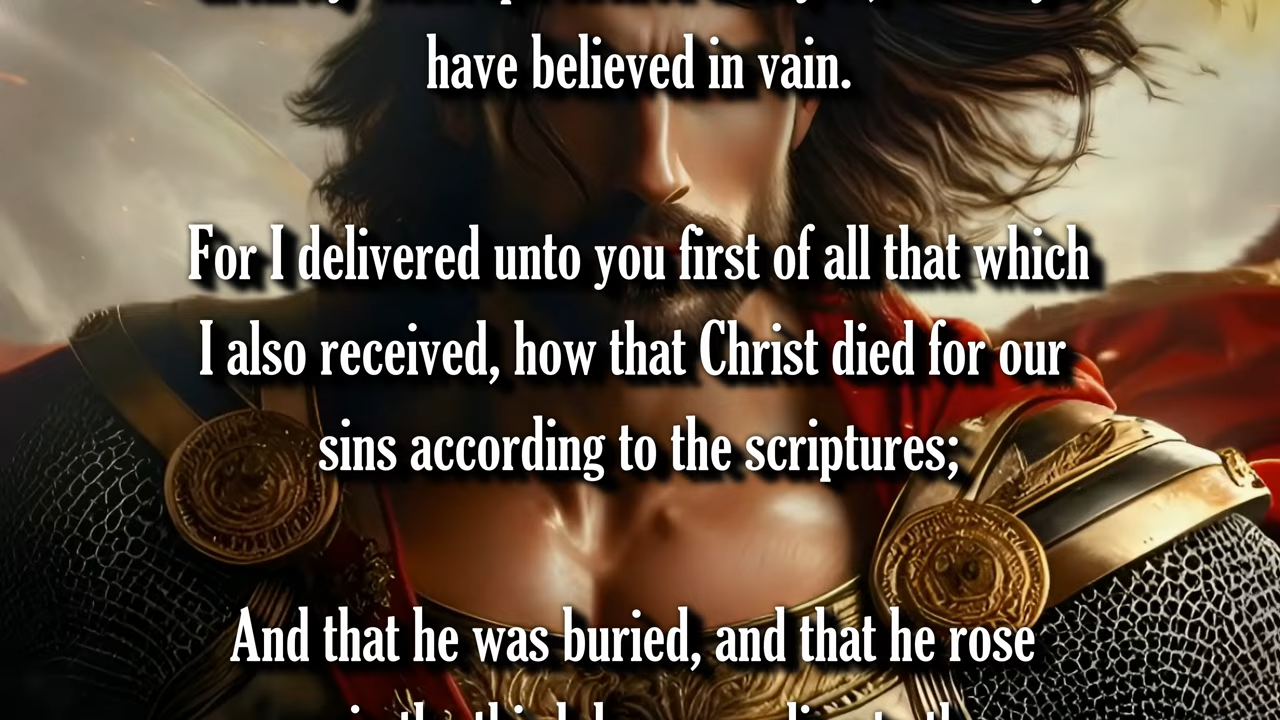 have believed in vain.
For I delivered unto you first of all that which
I also received, how that Christ died for our
sins according to the scriptures;
And that he was buried, and that he rose